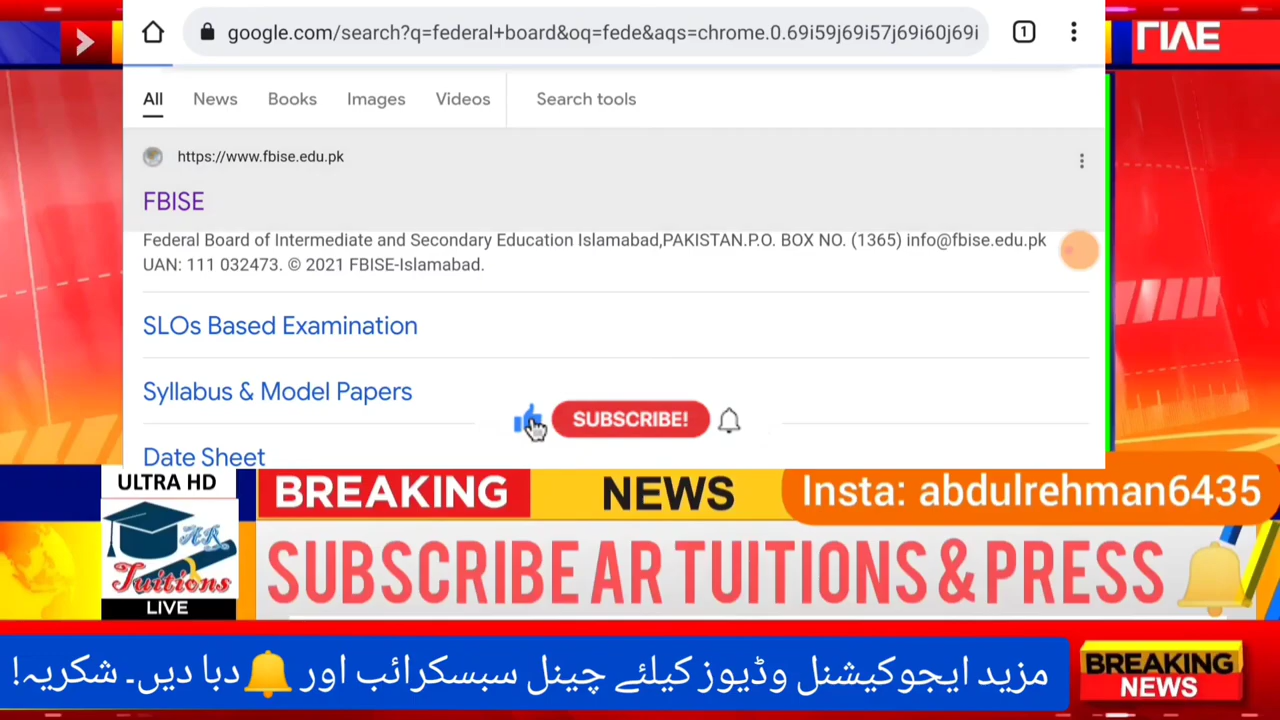 google.com/search?q=federal+board&oq=fede&aqs=chrome.0.69i59j69i57j69i60j69i
1
All News Books Images Videos Search tools
https://www.fbise.edu.pk
FBISE
Federal Board of Intermediate and Secondary Education Islamabad,PAKISTAN.P.O. BOX NO. (1365) info@fbise.edu.pk
UAN: 111 032473. © 2021 FBISE-Islamabad.
SLOs Based Examination
Syllabus & Model Papers
SUBSCRIBE!
Date Sheet
ULTRA HD
BREAKING NEWS
Insta: abdulrehman6435
AR
Tuitions
LIVE
SUBSCRIBE AR TUITIONS & PRESS
مزید ایجوکیشنل وڈیوز کیلئے چینل سبسکرائب اور 🔔 دبا دیں۔ شکریہ!
BREAKING
NEWS